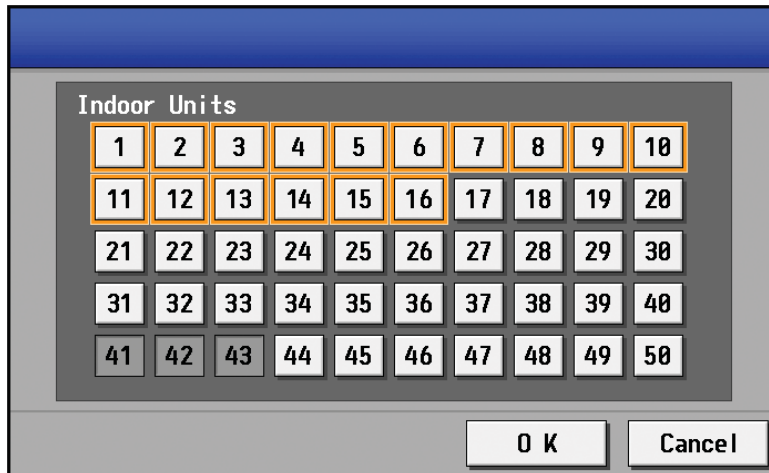 Indoor Units
1 2 3 4 5 6 7 8 9 10
11 12 13 14 15 16 17 18 19 20
21 22 23 24 25 26 27 28 29 30
31 32 33 34 35 36 37 38 39 40
41 42 43 44 45 46 47 48 49 50
O K Cancel